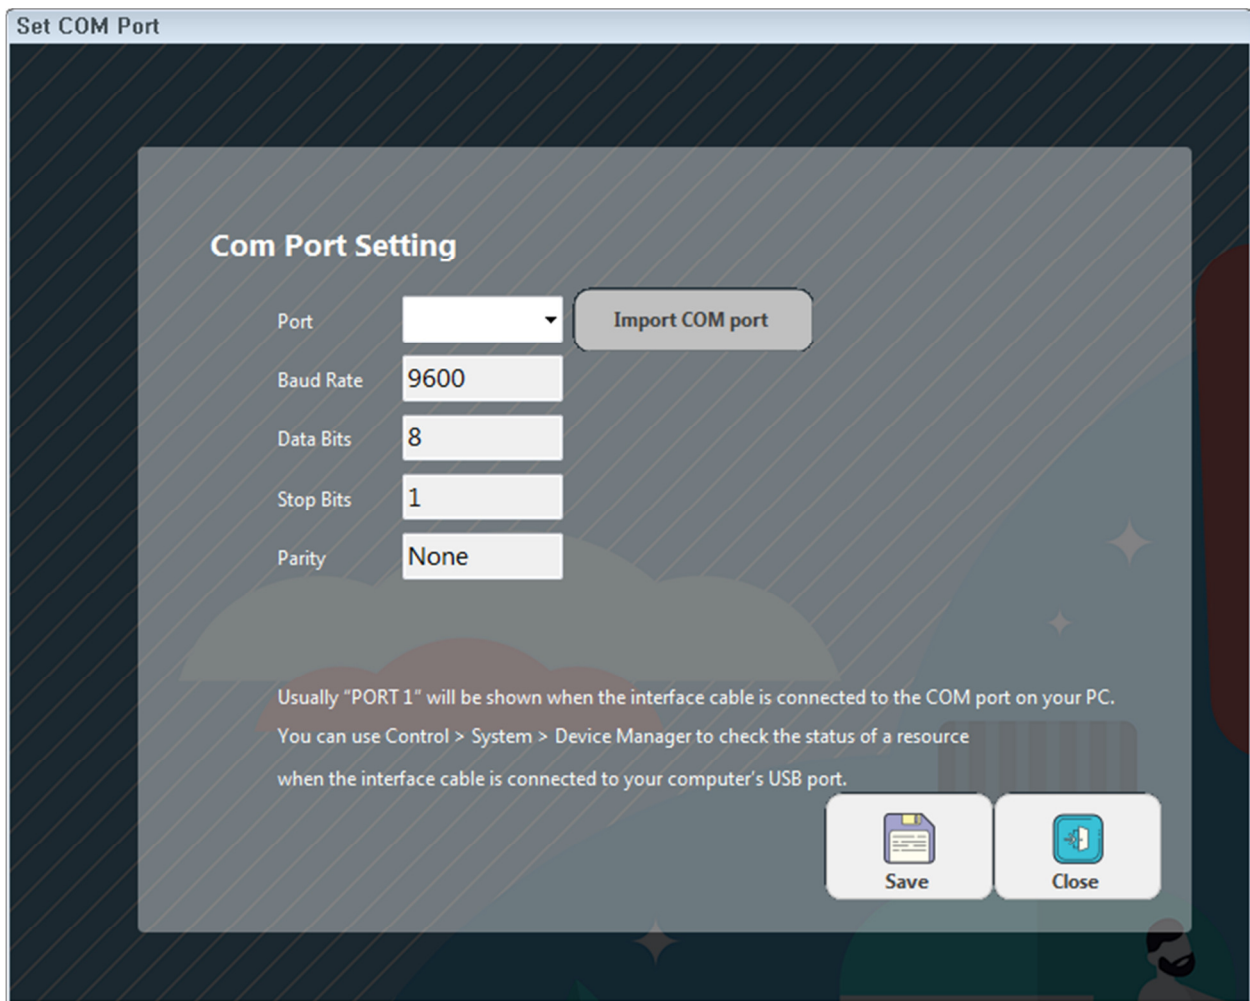 Set COM Port
Com Port Setting
Port
Import COM port
Baud Rate 9600
Data Bits 8
Stop Bits 1
Parity None
Usually “PORT 1” will be shown when the interface cable is connected to the COM port on your PC.
You can use Control > System > Device Manager to check the status of a resource
when the interface cable is connected to your computer's USB port.
Save
Close